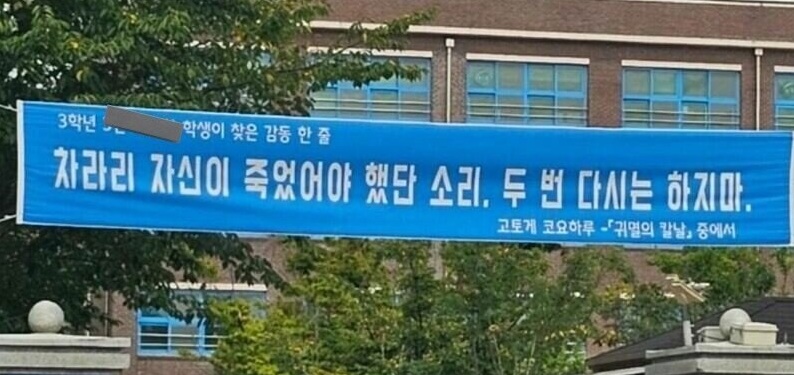 3학년 학생이 찾은 감동 한 줄
차라리 자신이 죽었어야 했단 소리. 두 번 다시는 하지마.
고토게 코요하루 -『귀멸의 칼날』 중에서